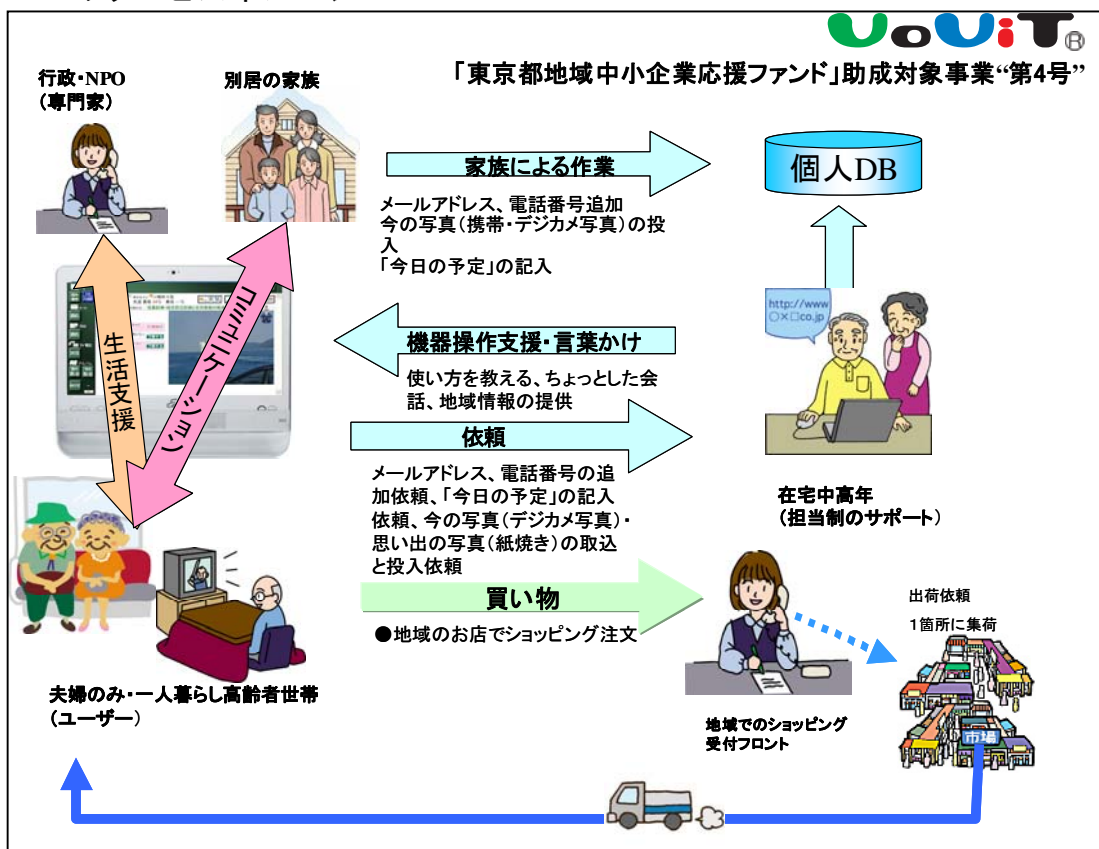 UoUiT®
「東京都地域中小企業応援ファンド」助成対象事業“第4号”
行政・NPO
(専門家)
別居の家族
家族による作業
メールアドレス、電話番号追加
今の写真(携帯・デジカメ写真)の投
入
「今日の予定」の記入
個人DB
生活支援
コミュニケーション
機器操作支援・言葉かけ
使い方を教える、ちょっとした会
話、地域情報の提供
http://www
○×□co.jp
在宅中高年
(担当制のサポート)
依頼
メールアドレス、電話番号の追
加依頼、「今日の予定」の記入
依頼、今の写真(デジカメ写真)・
思い出の写真(紙焼き)の取込
と投入依頼
買い物
●地域のお店でショッピング注文
夫婦のみ・一人暮らし高齢者世帯
(ユーザー)
地域でのショッピング
受付フロント
出荷依頼
1箇所に集荷
市場